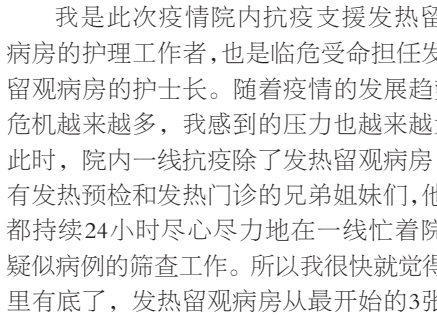 我是此次疫情院内抗疫支援发热留
病房的护理工作者，也是临危受命担任发
留观病房的护士长。随着疫情的发展趋势
危机越来越多，我感到的压力也越来越
此时，院内一线抗疫除了发热留观病房
有发热预检和发热门诊的兄弟姐妹们，他
都持续24小时尽心尽力地在一线忙着院
疑似病例的筛查工作。所以我很快就觉得
里有底了，发热留观病房从最开始的3张